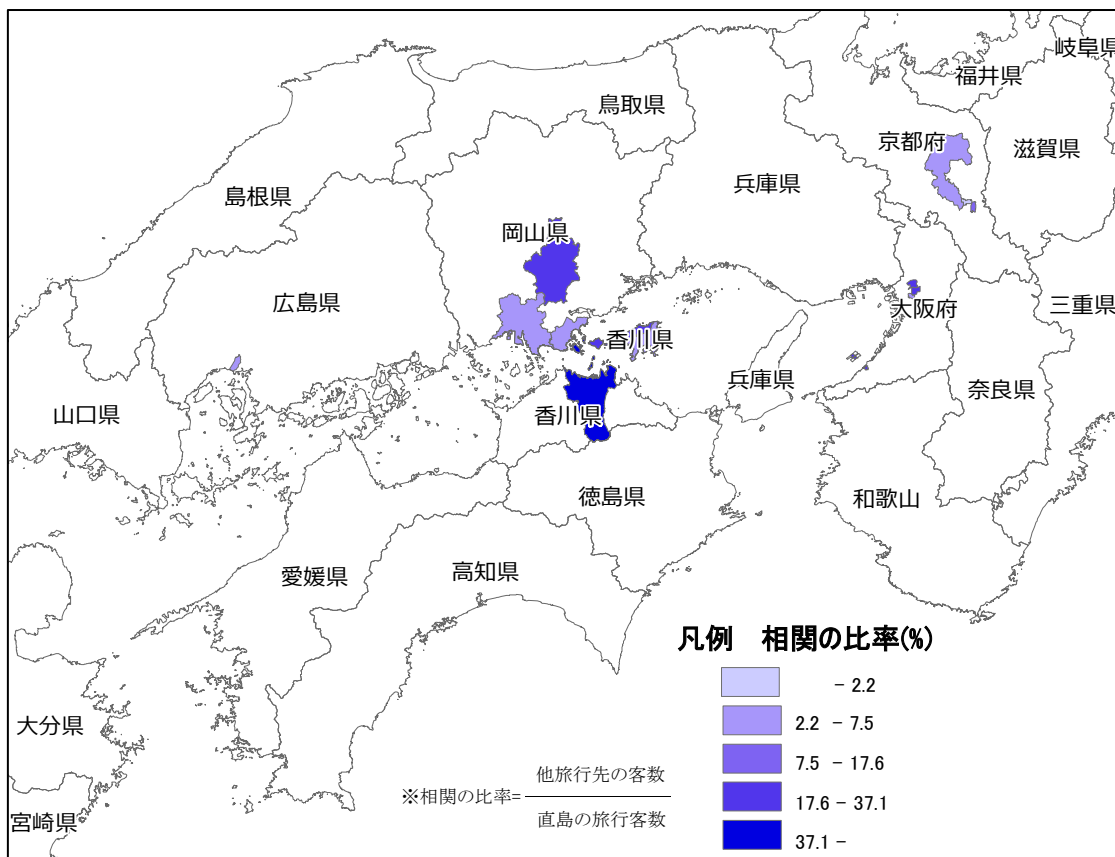 岐阜県
福井県
鳥取県
京都府
滋賀県
兵庫県
島根県
岡山県
広島県
三重県
大阪府
香川県
兵庫県
奈良県
山口県
香川県
和歌山
徳島県
愛媛県
高知県
凡例 相関の比率(%)
- 2.2
2.2 - 7.5
7.5 - 17.6
17.6 - 37.1
37.1 -
大分県
宮崎県
※相関の比率=
他旅行先の客数
直島の旅行客数